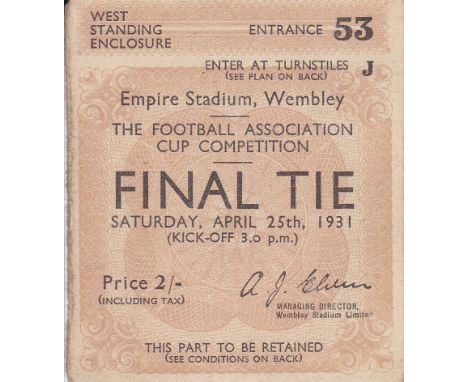 WEST
STANDING
ENCLOSURE
ENTRANCE 53
ENTER AT TURNSTILES J
(SEE PLAN ON BACK)
Empire Stadium, Wembley
THE FOOTBALL ASSOCIATION
CUP COMPETITION
FINAL TIE
SATURDAY, APRIL 25th, 1931
(KICK-OFF 3.0 p.m.)
Price 2/-
(INCLUDING TAX)
A. J. Elvin
MANAGING DIRECTOR,
Wembley Stadium Limited
THIS PART TO BE RETAINED
(SEE CONDITIONS ON BACK)